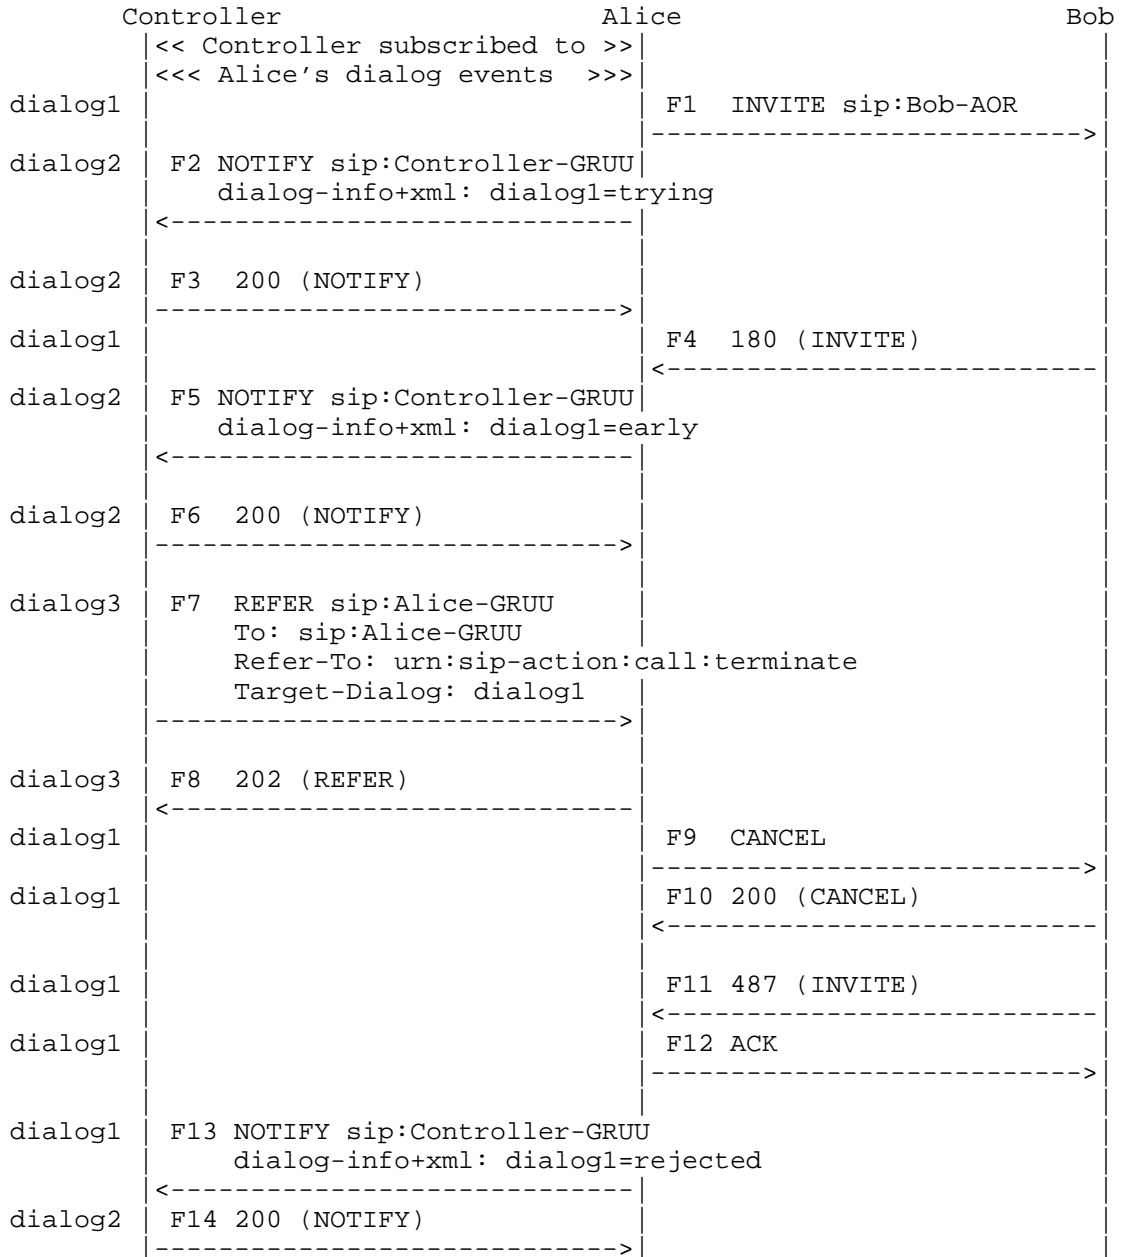 Controller Alice Bob
|<< Controller subscribed to >>| |
|<<< Alice’s dialog events >>>| |
dialog1 | | F1 INVITE sip:Bob-AOR |
| |--------------------------->|
dialog2 | F2 NOTIFY sip:Controller-GRUU| |
| dialog-info+xml: dialog1=trying |
|<-----------------------------| |
| | |
dialog2 | F3 200 (NOTIFY) | |
|----------------------------->| |
dialog1 | | F4 180 (INVITE) |
| |<---------------------------|
dialog2 | F5 NOTIFY sip:Controller-GRUU| |
| dialog-info+xml: dialog1=early |
|<-----------------------------| |
| | |
dialog2 | F6 200 (NOTIFY) | |
|----------------------------->| |
| | |
dialog3 | F7 REFER sip:Alice-GRUU | |
| To: sip:Alice-GRUU | |
| Refer-To: urn:sip-action:call:terminate |
| Target-Dialog: dialog1 | |
|----------------------------->| |
| | |
dialog3 | F8 202 (REFER) | |
|<-----------------------------| |
dialog1 | | F9 CANCEL |
| |--------------------------->|
dialog1 | | F10 200 (CANCEL) |
| |<---------------------------|
| | |
dialog1 | | F11 487 (INVITE) |
| |<---------------------------|
dialog1 | | F12 ACK |
| |--------------------------->|
| | |
dialog1 | F13 NOTIFY sip:Controller-GRUU |
| dialog-info+xml: dialog1=rejected |
|<-----------------------------| |
dialog2 | F14 200 (NOTIFY) | |
|----------------------------->| |